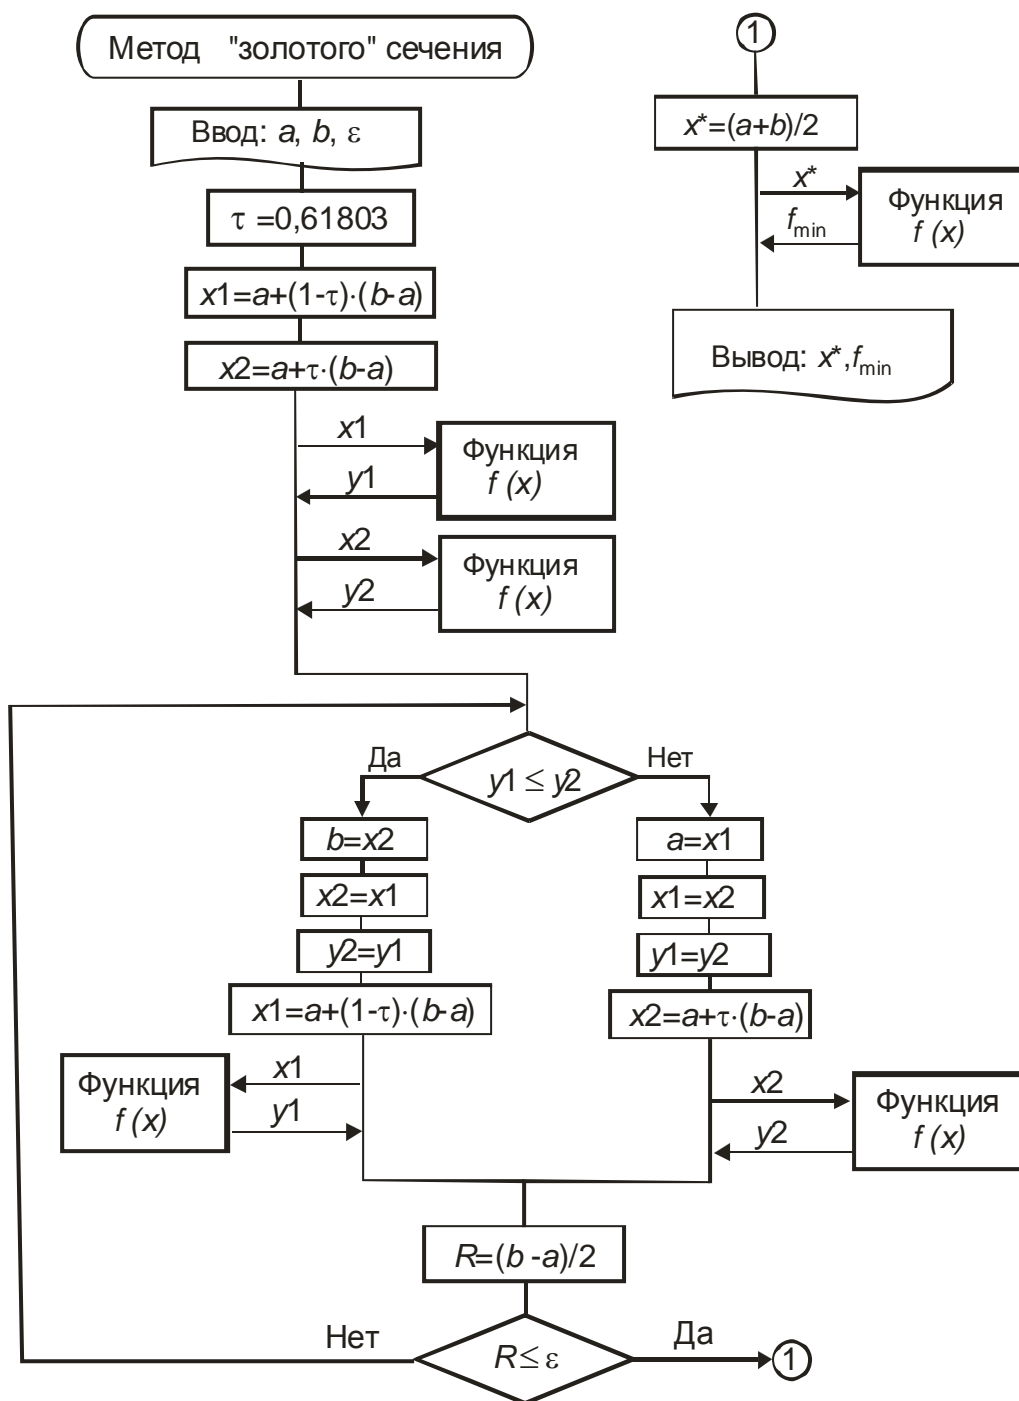 Метод "золотого" сечения
Ввод: a, b, ε
τ =0,61803
x1=a+(1-τ)·(b-a)
x2=a+τ·(b-a)
x1
Функция
f (x)
y1
x2
Функция
f (x)
y2
Да
y1 ≤ y2
Нет
b=x2
x2=x1
y2=y1
x1=a+(1-τ)·(b-a)
x1
Функция
f (x)
y1
a=x1
x1=x2
y1=y2
x2=a+τ·(b-a)
x2
Функция
f (x)
y2
R=(b -a)/2
Нет
R ≤ ε
Да
1
1
x*=(a+b)/2
x*
Функция
f (x)
fmin
Вывод: x*,fmin